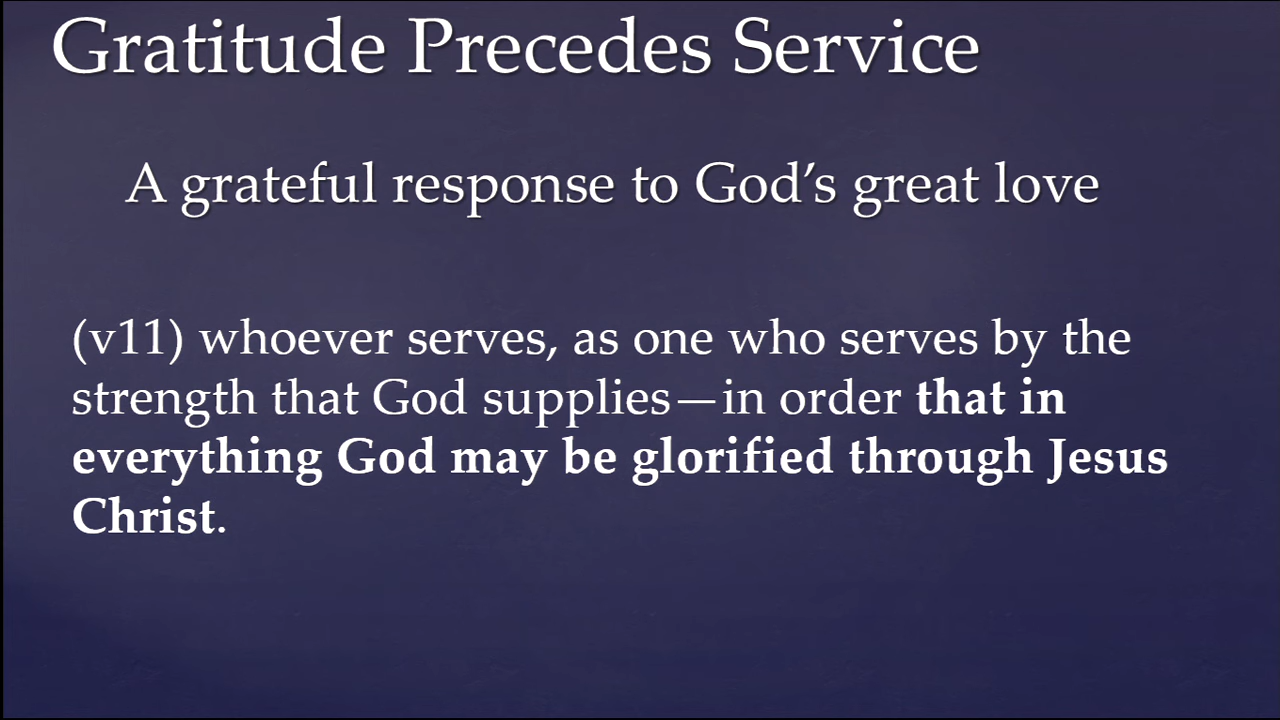 Gratitude Precedes Service
A grateful response to God’s great love
(v11) whoever serves, as one who serves by the
strength that God supplies—in order that in
everything God may be glorified through Jesus
Christ.